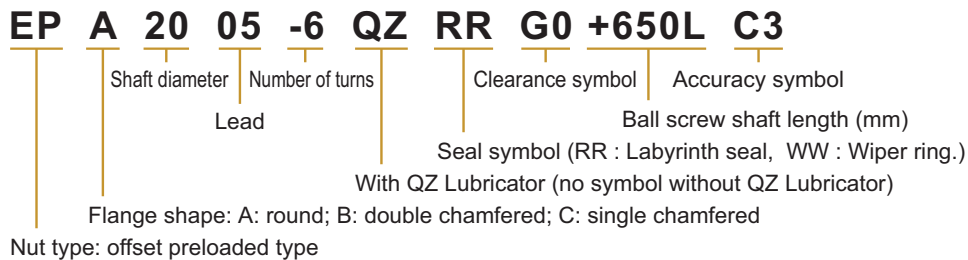 EP A 20 05 -6 QZ RR G0 +650L C3
Shaft diameter Number of turns Clearance symbol Accuracy symbol
Lead Ball screw shaft length (mm)
Seal symbol (RR : Labyrinth seal, WW : Wiper ring.)
With QZ Lubricator (no symbol without QZ Lubricator)
Flange shape: A: round; B: double chamfered; C: single chamfered
Nut type: offset preloaded type